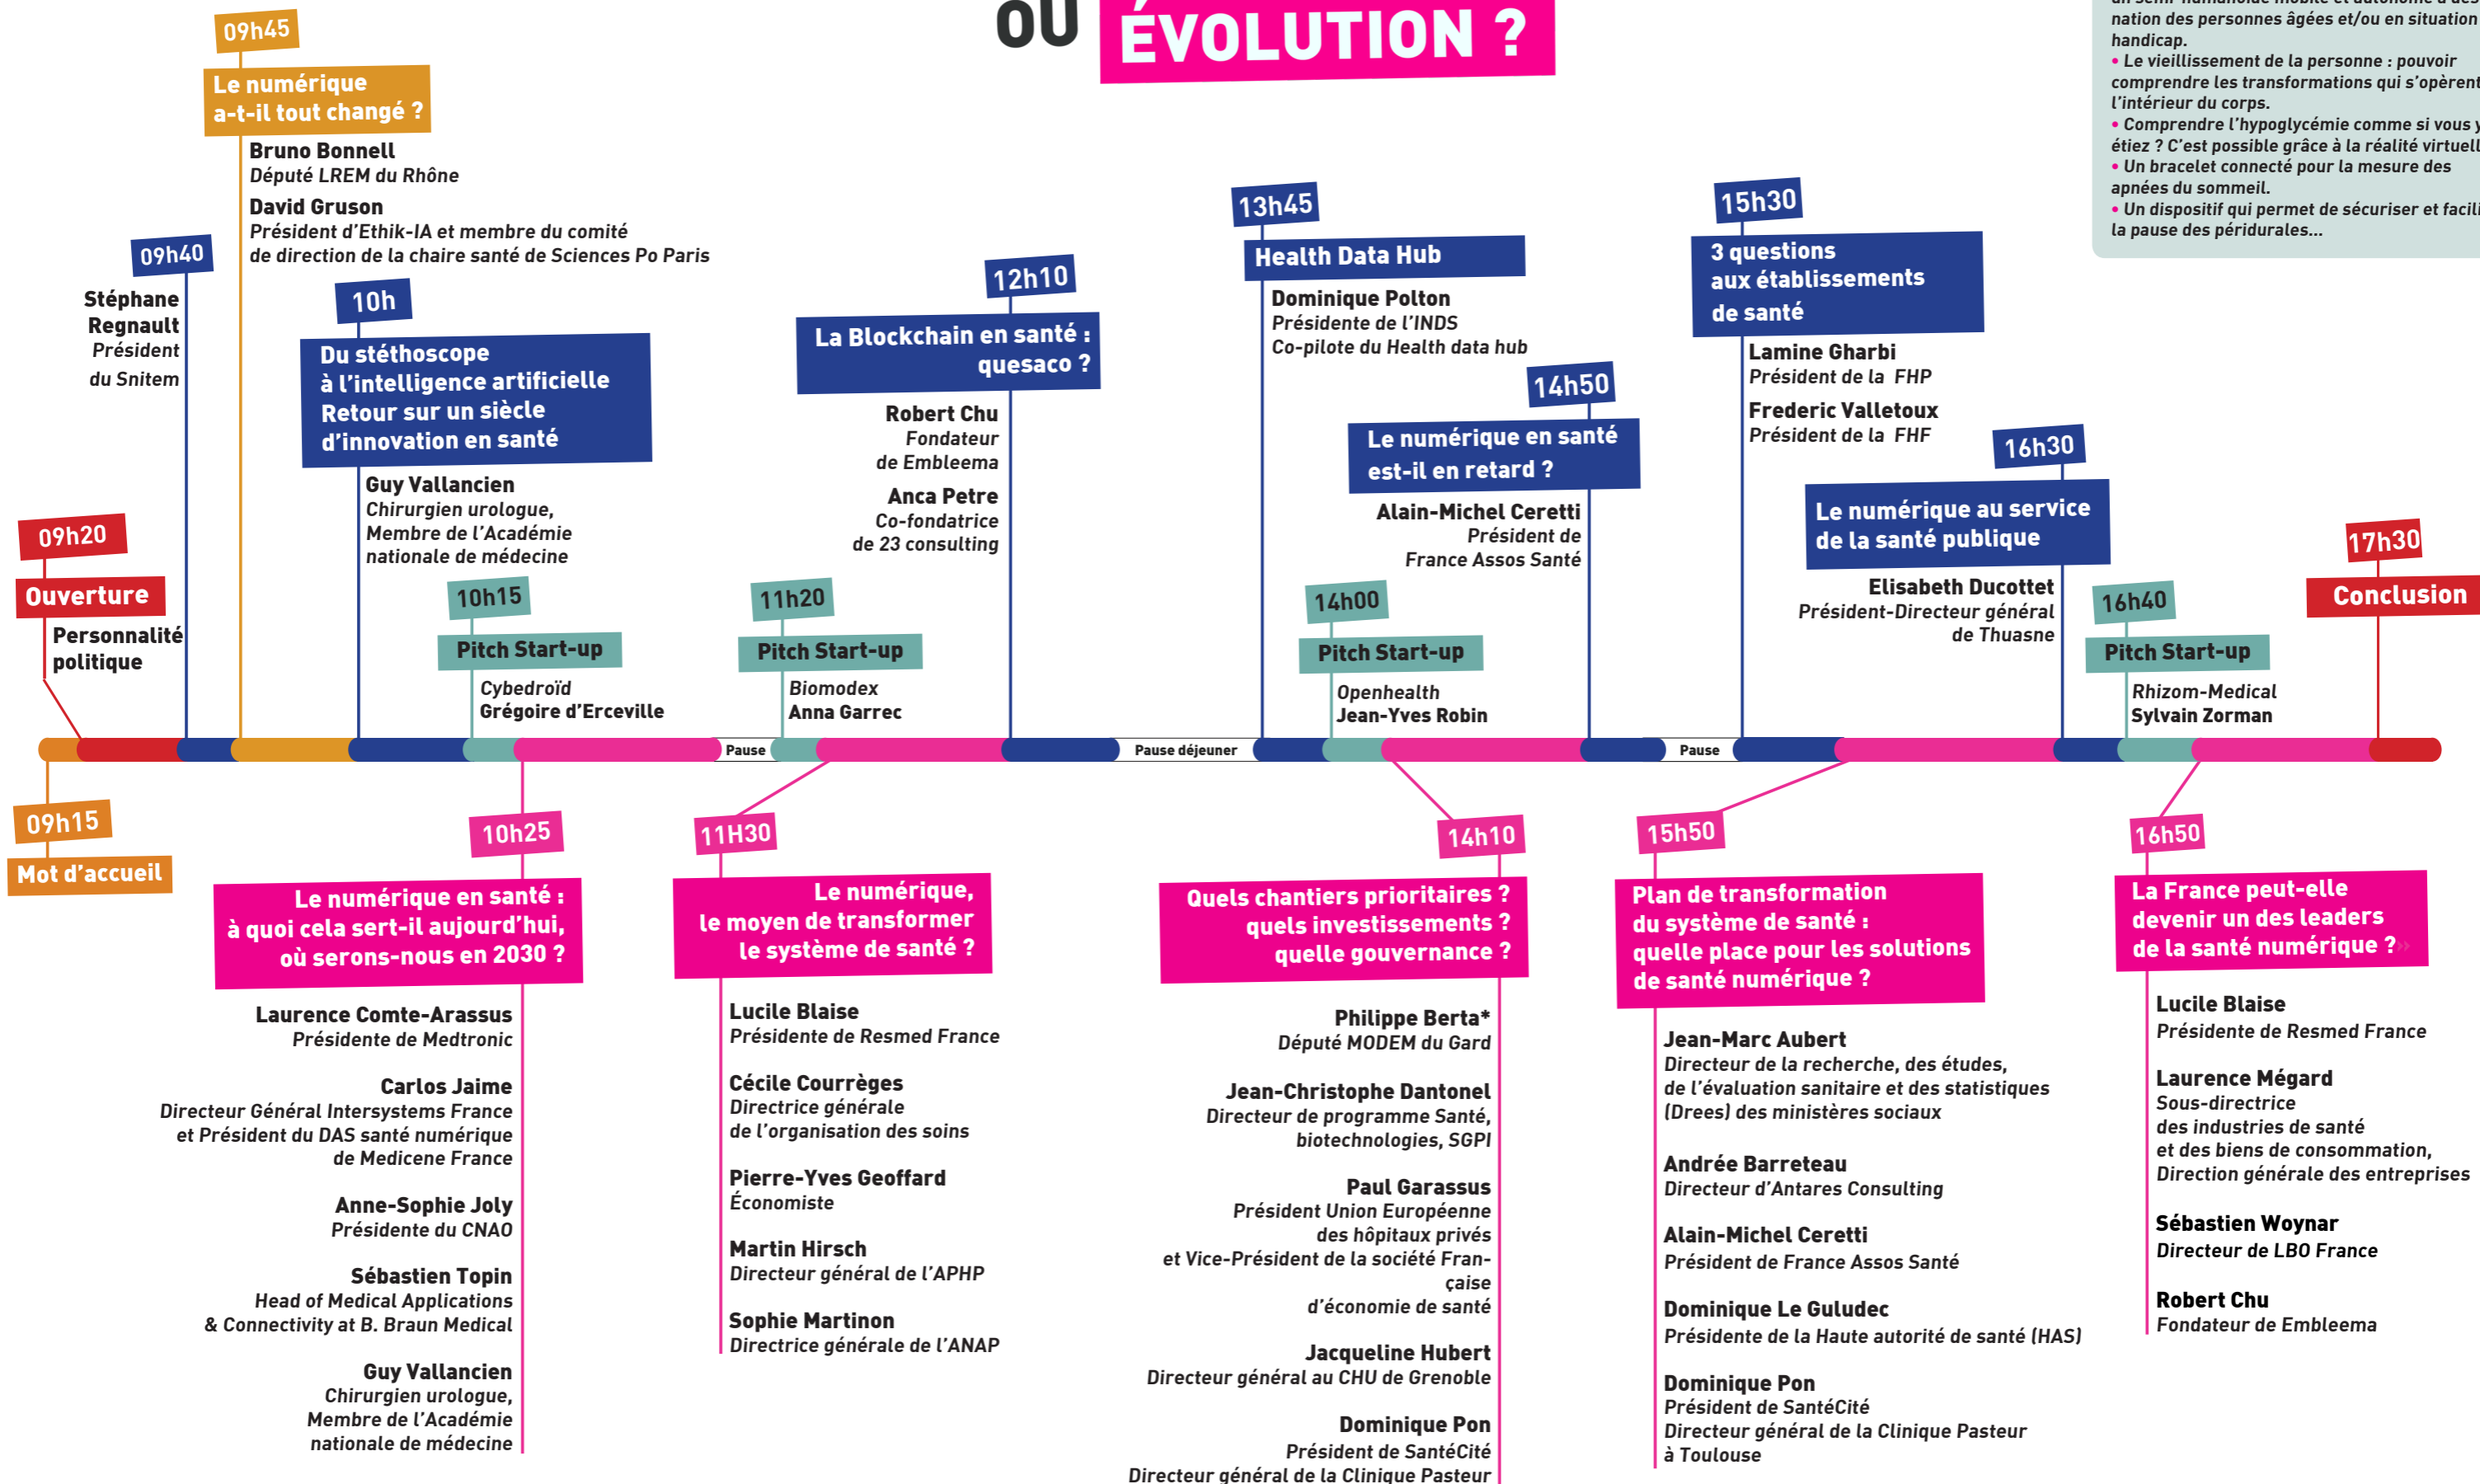 OU
ÉVOLUTION ?
nation des personnes âgées et/ou en situation
handicap.
• Le vieillissement de la personne : pouvoir
comprendre les transformations qui s'opèrent
l'intérieur du corps.
• Comprendre l'hypoglycémie comme si vous y
étiez ? C'est possible grâce à la réalité
• Un bracelet connecté pour la mesure des
apnées du sommeil.
• Un dispositif qui permet de sécuriser et
la pause des péridurales...
09h15
Mot d'accueil
09h20
Ouverture
Personnalité
politique
09h40
Stéphane
Regnault
Président
du Snitem
09h45
Le numérique
a-t-il tout changé ?
Bruno Bonnell
Député LREM du Rhône
David Gruson
Président d'Ethik-IA et membre du comité
de direction de la chaire santé de Sciences Po Paris
10h
Du stéthoscope
à l'intelligence artificielle
Retour sur un siècle
d'innovation en santé
Guy Vallancien
Chirurgien urologue,
Membre de l'Académie
nationale de médecine
10h15
Pitch Start-up
Cybedroïd
Grégoire d'Erceville
10h25
Le numérique en santé :
à quoi cela sert-il aujourd'hui,
où serons-nous en 2030 ?
Laurence Comte-Arassus
Présidente de Medtronic
Carlos Jaime
Directeur Général Intersystems France
et Président du DAS santé numérique
de Medicene France
Anne-Sophie Joly
Présidente du CNAO
Sébastien Topin
Head of Medical Applications
& Connectivity at B. Braun Medical
Guy Vallancien
Chirurgien urologue,
Membre de l'Académie
nationale de médecine
Pause
11h20
Pitch Start-up
Biomodex
Anna Garrec
11H30
Le numérique,
le moyen de transformer
le système de santé ?
Lucile Blaise
Présidente de Resmed France
Cécile Courrèges
Directrice générale
de l'organisation des soins
Pierre-Yves Geoffard
Économiste
Martin Hirsch
Directeur général de l'APHP
Sophie Martinon
Directrice générale de l'ANAP
12h10
La Blockchain en santé :
quesaco ?
Robert Chu
Fondateur
de Embleema
Anca Petre
Co-fondatrice
de 23 consulting
Pause déjeuner
13h45
Health Data Hub
Dominique Polton
Présidente de l'INDS
Co-pilote du Health data hub
14h00
Pitch Start-up
Openhealth
Jean-Yves Robin
14h10
Quels chantiers prioritaires ?
quels investissements ?
quelle gouvernance ?
Philippe Berta*
Député MODEM du Gard
Jean-Christophe Dantonel
Directeur de programme Santé,
biotechnologies, SGPI
Paul Garassus
Président Union Européenne
des hôpitaux privés
et Vice-Président de la société Fran-
çaise
d'économie de santé
Jacqueline Hubert
Directeur général au CHU de Grenoble
Dominique Pon
Président de SantéCité
Directeur général de la Clinique Pasteur
14h50
Le numérique en santé
est-il en retard ?
Alain-Michel Ceretti
Président de
France Assos Santé
Pause
15h30
3 questions
aux établissements
de santé
Lamine Gharbi
Président de la FHP
Frederic Valletoux
Président de la FHF
15h50
Plan de transformation
du système de santé :
quelle place pour les solutions
de santé numérique ?
Jean-Marc Aubert
Directeur de la recherche, des études,
de l'évaluation sanitaire et des statistiques
(Drees) des ministères sociaux
Andrée Barreteau
Directeur d'Antares Consulting
Alain-Michel Ceretti
Président de France Assos Santé
Dominique Le Guludec
Présidente de la Haute autorité de santé (HAS)
Dominique Pon
Président de SantéCité
Directeur général de la Clinique Pasteur
à Toulouse
16h30
Le numérique au service
de la santé publique
Elisabeth Ducottet
Président-Directeur général
de Thuasne
16h40
Pitch Start-up
Rhizom-Medical
Sylvain Zorman
16h50
La France peut-elle
devenir un des leaders
de la santé numérique ?»
Lucile Blaise
Présidente de Resmed France
Laurence Mégard
Sous-directrice
des industries de santé
et des biens de consommation,
Direction générale des entreprises
Sébastien Woynar
Directeur de LBO France
Robert Chu
Fondateur de Embleema
17h30
Conclusion